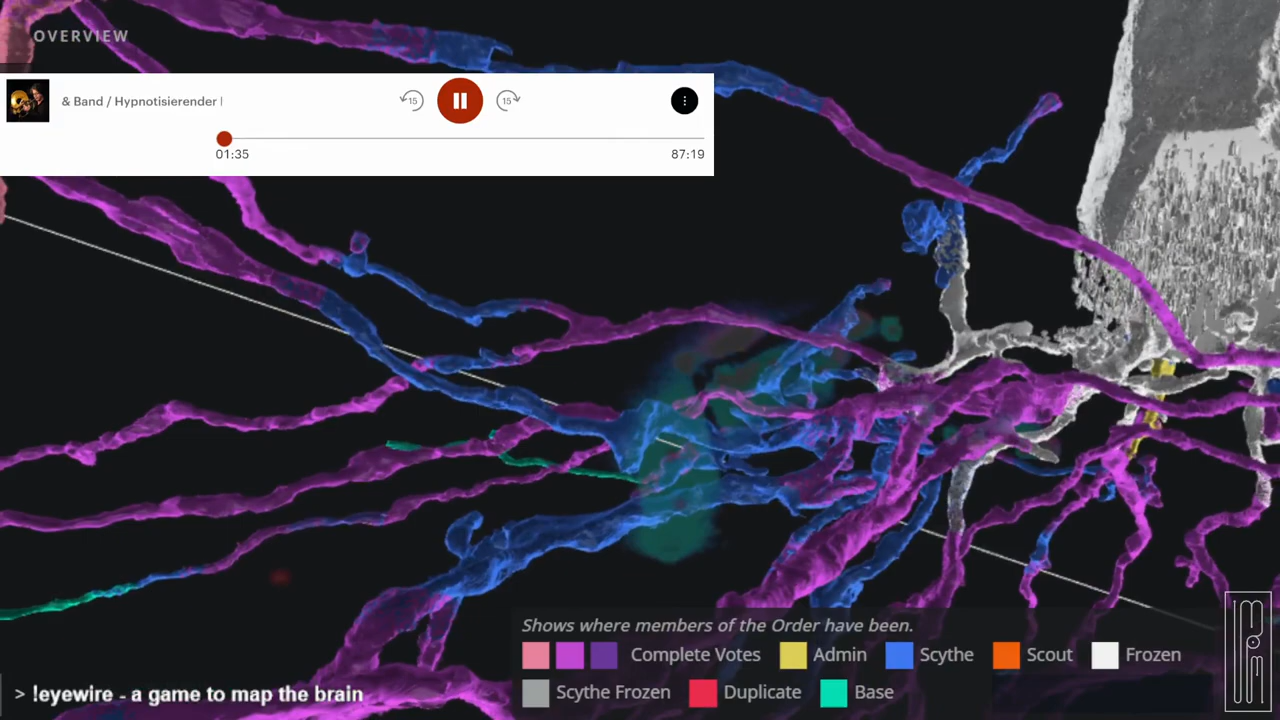 OVERVIEW
& Band / Hypnotisierender
15
15
01:35
87:19
Shows where members of the Order have been.
Complete Votes
Admin
Scythe
Scout
Frozen
Scythe Frozen
Duplicate
Base
> !eyewire - a game to map the brain